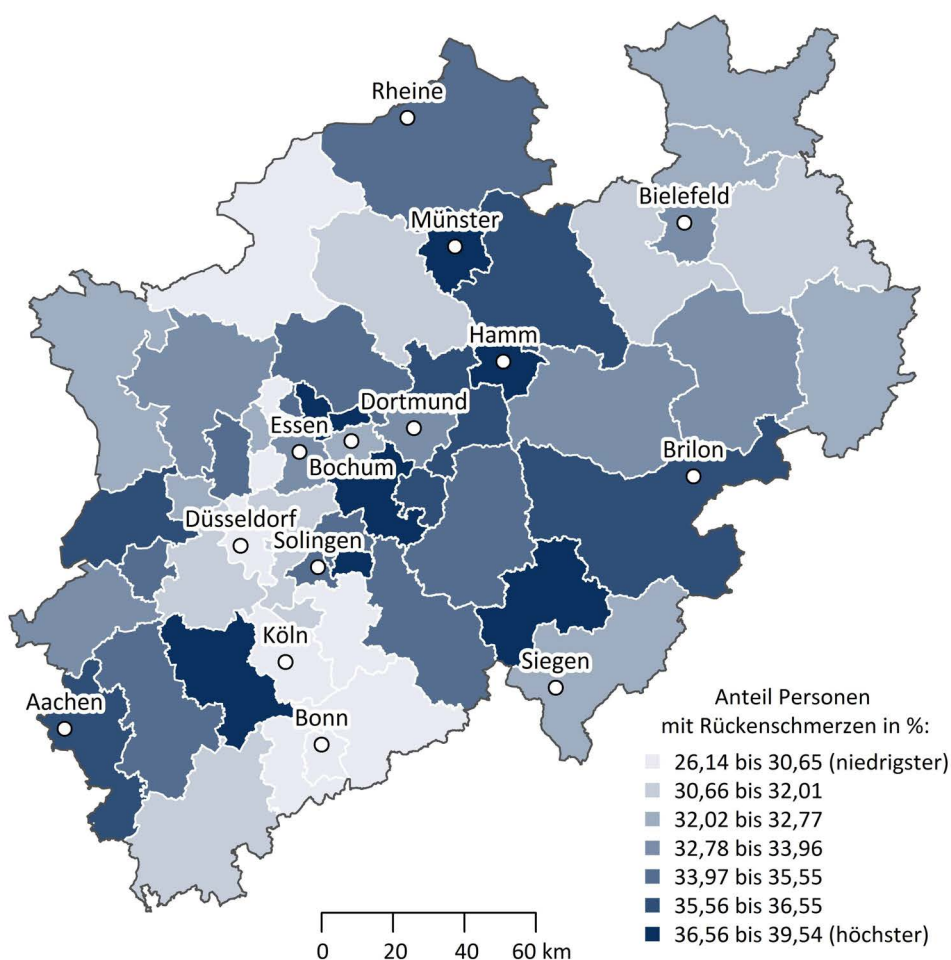 Rheine
Bielefeld
Münster
Hamm
Dortmund
Essen
Bochum
Brilon
Düsseldorf
Solingen
Köln
Siegen
Aachen
Bonn
Anteil Personen
mit Rückenschmerzen in %:
26,14 bis 30,65 (niedrigster)
30,66 bis 32,01
32,02 bis 32,77
32,78 bis 33,96
33,97 bis 35,55
35,56 bis 36,55
36,56 bis 39,54 (höchster)
0 20 40 60 km